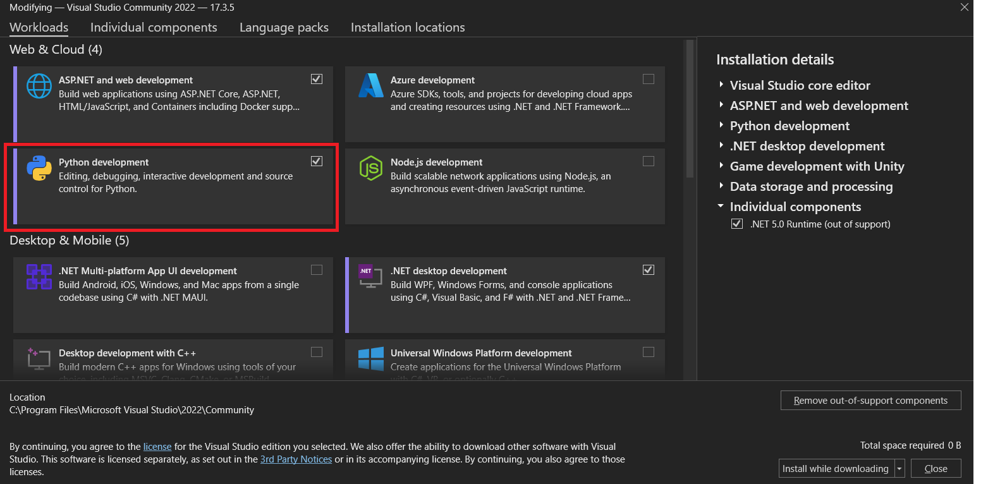 Modifying — Visual Studio Community 2022 — 17.3.5
Workloads
Individual components
Language packs
Installation locations
Web & Cloud (4)
ASP.NET and web development
Build web applications using ASP.NET Core, ASP.NET,
HTML/JavaScript, and Containers including Docker supp...
Azure development
Azure SDKs, tools, and projects for developing cloud apps
and creating resources using .NET and .NET Framework....
Python development
Editing, debugging, interactive development and source
control for Python.
Node.js development
Build scalable network applications using Node.js, an
asynchronous event-driven JavaScript runtime.
JS
Desktop & Mobile (5)
.NET Multi-platform App UI development
Build Android, iOS, Windows, and Mac apps from a single
codebase using C# with .NET MAUI.
.NET
.NET desktop development
Build WPF, Windows Forms, and console applications
using C#, Visual Basic, and F# with .NET and .NET Frame...
Desktop development with C++
Build modern C++ apps for Windows using tools of your
choice, including MSVC, Clang, CMake, or MSBuild.
Universal Windows Platform development
Create applications for the Universal Windows Platform
with C#, VB, or optionally C++.
Installation details
Visual Studio core editor
ASP.NET and web development
Python development
.NET desktop development
Game development with Unity
Data storage and processing
Individual components
.NET 5.0 Runtime (out of support)
Location
C:\Program Files\Microsoft Visual Studio\2022\Community
Remove out-of-support components
By continuing, you agree to the license for the Visual Studio edition you selected. We also offer the ability to download other software with Visual
Studio. This software is licensed separately, as set out in the 3rd Party Notices or in its accompanying license. By continuing, you also agree to those
licenses.
Total space required 0 B
Install while downloading
Close